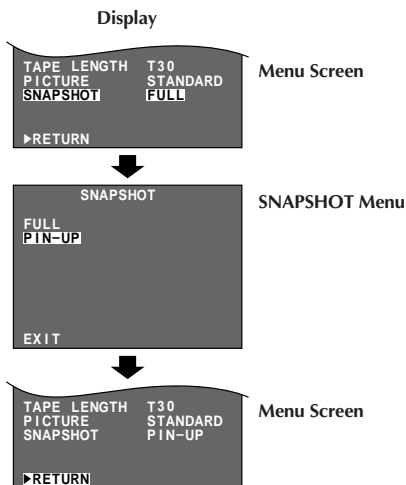 Display
TAPE LENGTH T30
PICTURE STANDARD
SNAPSHOT FULL
▶RETURN
Menu Screen
SNAPSHOT
FULL
PIN–UP
EXIT
SNAPSHOT Menu
TAPE LENGTH T30
PICTURE STANDARD
SNAPSHOT PIN–UP
▶RETURN
Menu Screen